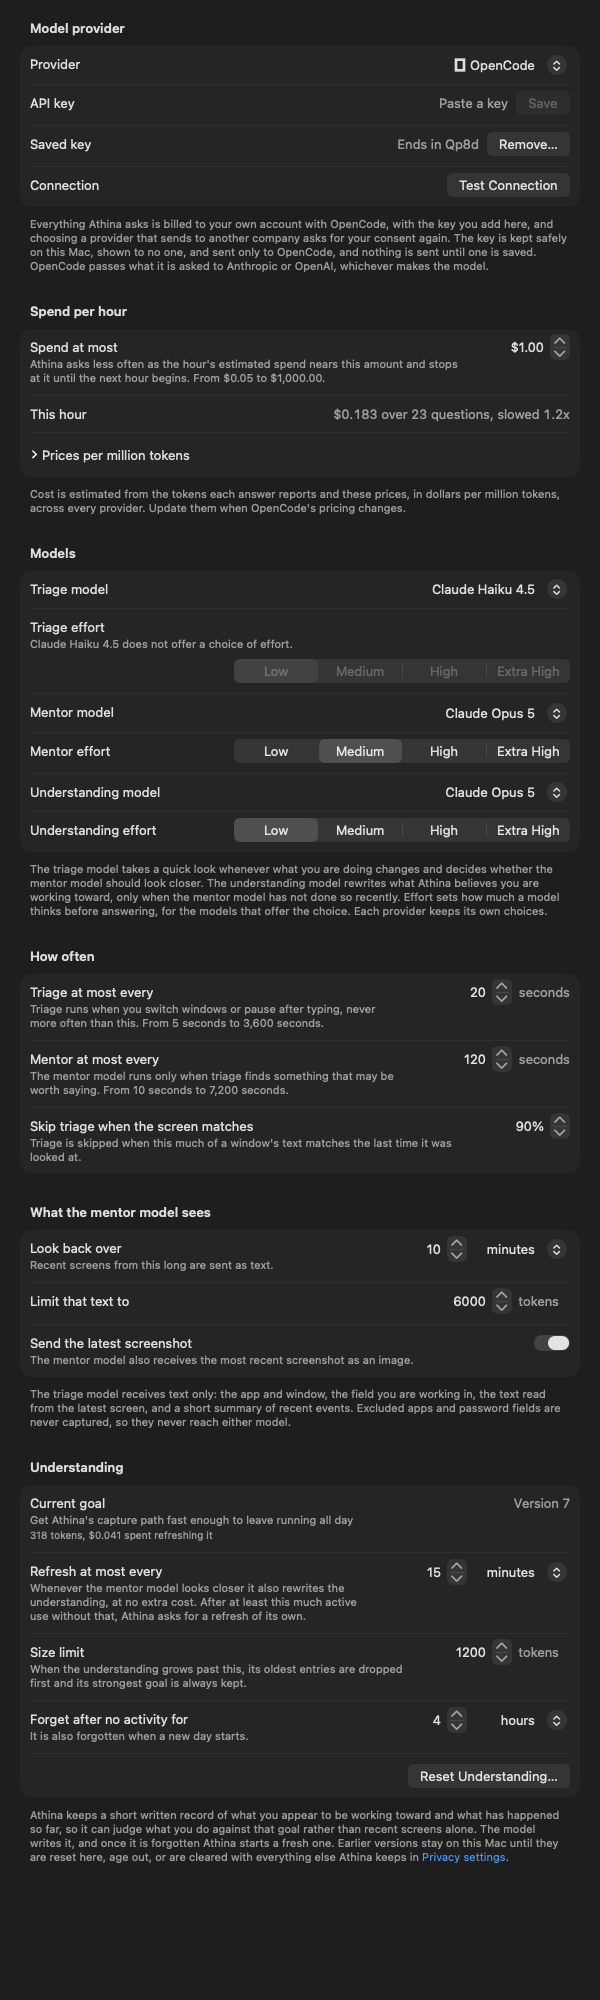 Model provider
Provider
OpenCode
API key
Paste a key
Save
Saved key
Ends in Qp8d
Remove...
Connection
Test Connection
Everything Athina asks is billed to your own account with OpenCode, with the key you add here, and
choosing a provider that sends to another company asks for your consent again. The key is kept safely
on this Mac, shown to no one, and sent only to OpenCode, and nothing is sent until one is saved.
OpenCode passes what it is asked to Anthropic or OpenAI, whichever makes the model.
Spend per hour
Spend at most
$1.00
Athina asks less often as the hour's estimated spend nears this amount and stops
at it until the next hour begins. From $0.05 to $1,000.00.
This hour
$0.183 over 23 questions, slowed 1.2x
Prices per million tokens
Cost is estimated from the tokens each answer reports and these prices, in dollars per million tokens,
across every provider. Update them when OpenCode's pricing changes.
Models
Triage model
Claude Haiku 4.5
Triage effort
Claude Haiku 4.5 does not offer a choice of effort.
Low Medium High Extra High
Mentor model
Claude Opus 5
Mentor effort
Low Medium High Extra High
Understanding model
Claude Opus 5
Understanding effort
Low Medium High Extra High
The triage model takes a quick look whenever what you are doing changes and decides whether the
mentor model should look closer. The understanding model rewrites what Athina believes you are
working toward, only when the mentor model has not done so recently. Effort sets how much a model
thinks before answering, for the models that offer the choice. Each provider keeps its own choices.
How often
Triage at most every
20 seconds
Triage runs when you switch windows or pause after typing, never
more often than this. From 5 seconds to 3,600 seconds.
Mentor at most every
120 seconds
The mentor model runs only when triage finds something that may be
worth saying. From 10 seconds to 7,200 seconds.
Skip triage when the screen matches
90%
Triage is skipped when this much of a window's text matches the last time it was
looked at.
What the mentor model sees
Look back over
10 minutes
Recent screens from this long are sent as text.
Limit that text to
6000 tokens
Send the latest screenshot
The mentor model also receives the most recent screenshot as an image.
The triage model receives text only: the app and window, the field you are working in, the text read
from the latest screen, and a short summary of recent events. Excluded apps and password fields are
never captured, so they never reach either model.
Understanding
Current goal
Version 7
Get Athina's capture path fast enough to leave running all day
318 tokens, $0.041 spent refreshing it
Refresh at most every
15 minutes
Whenever the mentor model looks closer it also rewrites the
understanding, at no extra cost. After at least this much active
use without that, Athina asks for a refresh of its own.
Size limit
1200 tokens
When the understanding grows past this, its oldest entries are dropped
first and its strongest goal is always kept.
Forget after no activity for
4 hours
It is also forgotten when a new day starts.
Reset Understanding...
Athina keeps a short written record of what you appear to be working toward and what has happened
so far, so it can judge what you do against that goal rather than recent screens alone. The model
writes it, and once it is forgotten Athina starts a fresh one. Earlier versions stay on this Mac until they
are reset here, age out, or are cleared with everything else Athina keeps in Privacy settings.